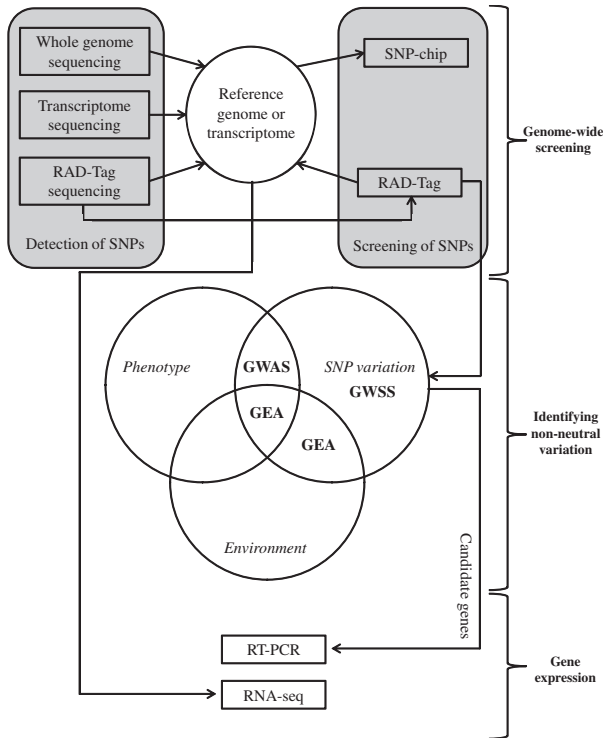 Whole genome
sequencing
Transcriptome
sequencing
RAD-Tag
sequencing
Detection of SNPs
Reference
genome or
transcriptome
SNP-chip
RAD-Tag
Screening of SNPs
Genome-wide
screening
Phenotype
GWAS
SNP variation
GWSS
GEA
GEA
Environment
Identifying
non-neutral
variation
Candidate genes
RT-PCR
RNA-seq
Gene
expression